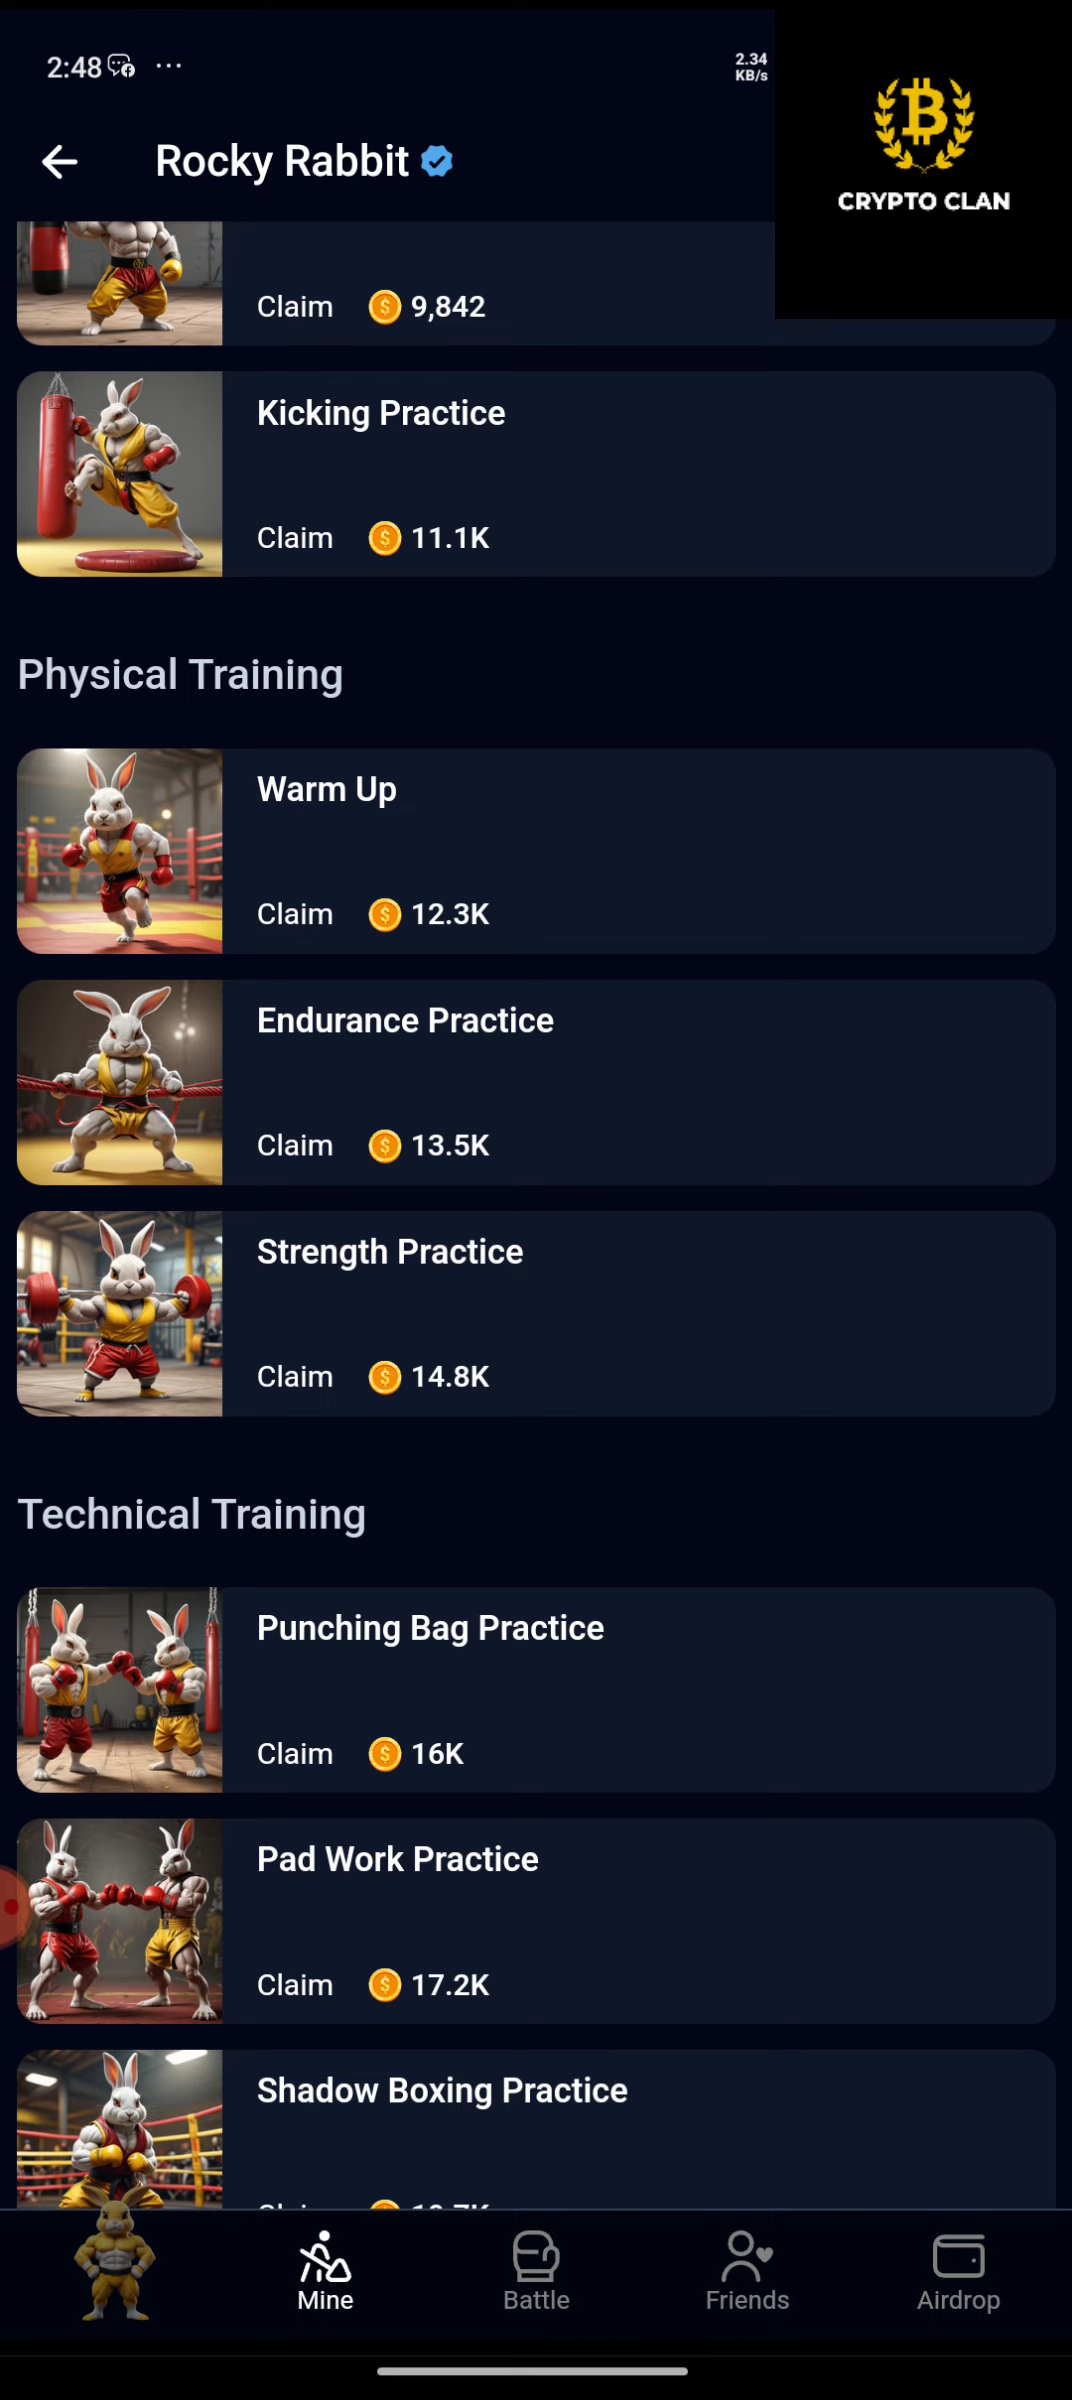 2:48
2.34
KB/s
Rocky Rabbit
CRYPTO CLAN
Claim 9,842
Kicking Practice
Claim 11.1K
Physical Training
Warm Up
Claim 12.3K
Endurance Practice
Claim 13.5K
Strength Practice
Claim 14.8K
Technical Training
Punching Bag Practice
Claim 16K
Pad Work Practice
Claim 17.2K
Shadow Boxing Practice
Mine Battle Friends Airdrop